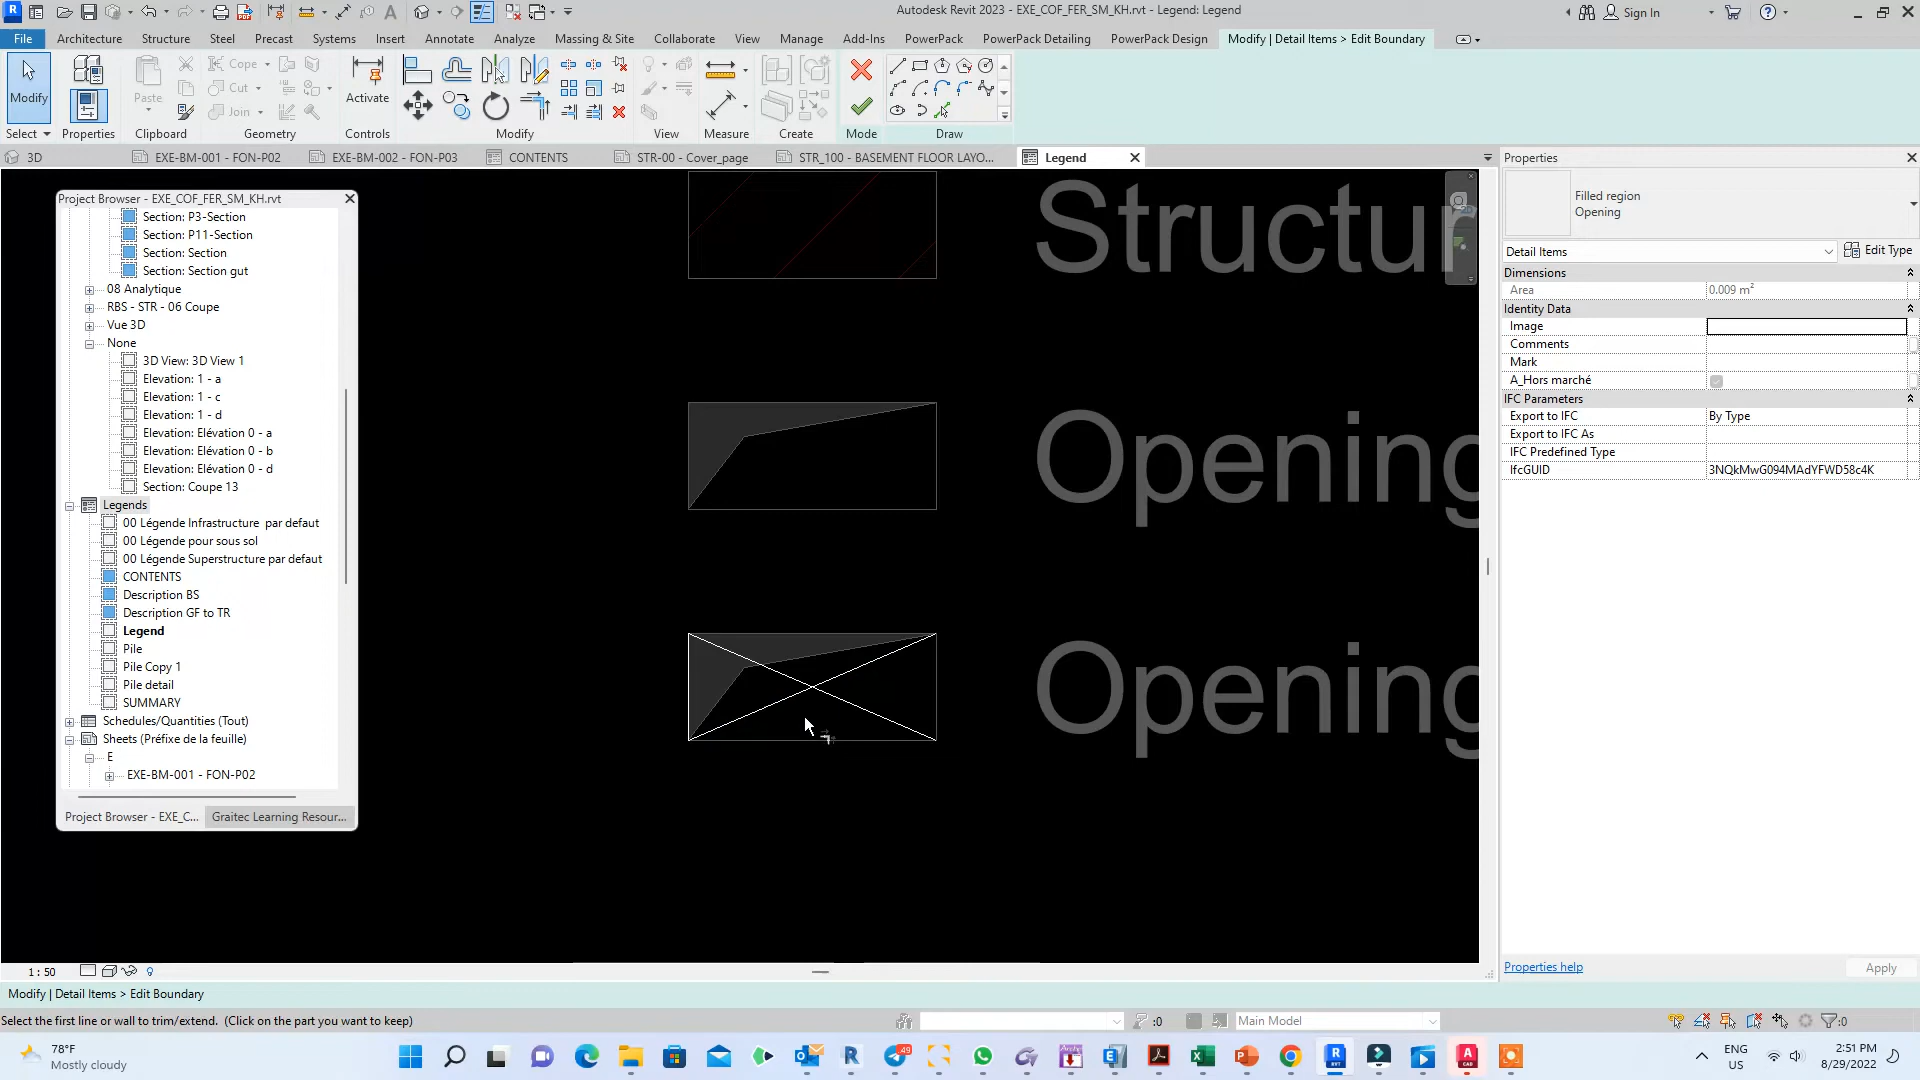 Autodesk Revit 2023 - EXE_COF_FER_SM_KH.rvt - Legend: Legend
Sign In
File
Architecture
Structure
Steel
Precast
Systems
Insert
Annotate
Analyze
Massing & Site
Collaborate
View
Manage
Add-Ins
PowerPack
PowerPack Detailing
PowerPack Design
Modify | Detail Items > Edit Boundary
Modify
Properties
Paste
Cope
Cut
Join
Activate
Select
Properties
Clipboard
Geometry
Controls
Modify
View
Measure
Create
Mode
Draw
3D
EXE-BM-001 - FON-P02
EXE-BM-002 - FON-P03
CONTENTS
STR-00 - Cover_page
STR_100 - BASEMENT FLOOR LAYO...
Legend
Project Browser - EXE_COF_FER_SM_KH.rvt
Section: P3-Section
Section: P11-Section
Section: Section
Section: Section gut
08 Analytique
RBS - STR - 06 Coupe
Vue 3D
None
3D View: 3D View 1
Elevation: 1 - a
Elevation: 1 - c
Elevation: 1 - d
Elevation: Elévation 0 - a
Elevation: Elévation 0 - b
Elevation: Elévation 0 - d
Section: Coupe 13
Legends
00 Légende Infrastructure  par defaut
00 Légende pour sous sol
00 Légende Superstructure par defaut
CONTENTS
Description BS
Description GF to TR
Legend
Pile
Pile Copy 1
Pile detail
SUMMARY
Schedules/Quantities (Tout)
Sheets (Préfixe de la feuille)
E
EXE-BM-001 - FON-P02
Project Browser - EXE_C...
Graitec Learning Resour...
Structur
Opening
Opening
Properties
Filled region
Opening
Detail Items
Edit Type
Dimensions
Area
0.009 m²
Identity Data
Image
Comments
Mark
A_Hors marché
IFC Parameters
Export to IFC
By Type
Export to IFC As
IFC Predefined Type
IfcGUID
3NQkMwG094MAdYFWD58c4K
Properties help
Apply
1 : 50
Modify | Detail Items > Edit Boundary
Select the first line or wall to trim/extend.  (Click on the part you want to keep)
:0
Main Model
:0
78°F
Mostly cloudy
49
ENG
US
2:51 PM
8/29/2022